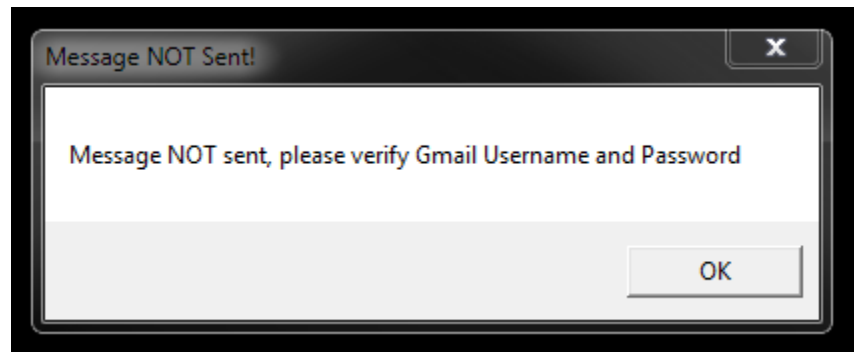 Message NOT Sent!
x
Message NOT sent, please verify Gmail Username and Password
OK